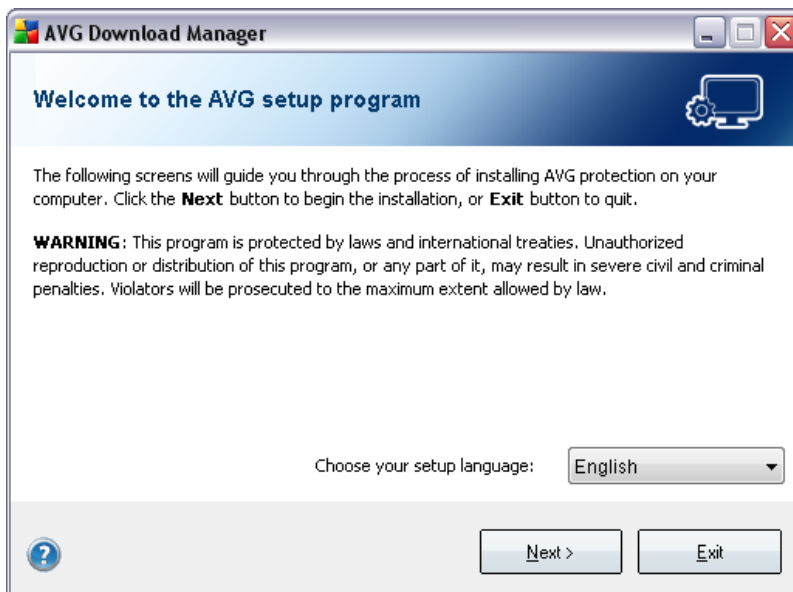 AVG Download Manager
Welcome to the AVG setup program
The following screens will guide you through the process of installing AVG protection on your
computer. Click the Next button to begin the installation, or Exit button to quit.
WARNING: This program is protected by laws and international treaties. Unauthorized
reproduction or distribution of this program, or any part of it, may result in severe civil and criminal
penalties. Violators will be prosecuted to the maximum extent allowed by law.
Choose your setup language: English
? Next > Exit